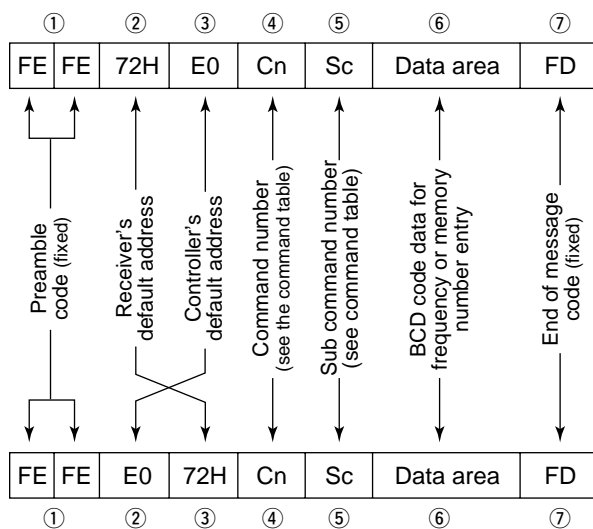 ① ② ③ ④ ⑤ ⑥ ⑦
FE FE 72H E0 Cn Sc Data area FD
Preamble
code (fixed)
Receiver's
default address
Controller's
default address
Command number
(see the command table)
Sub command number
(see command table)
BCD code data for
frequency or memory
number entry
End of message
code (fixed)
FE FE E0 72H Cn Sc Data area FD
① ② ③ ④ ⑤ ⑥ ⑦